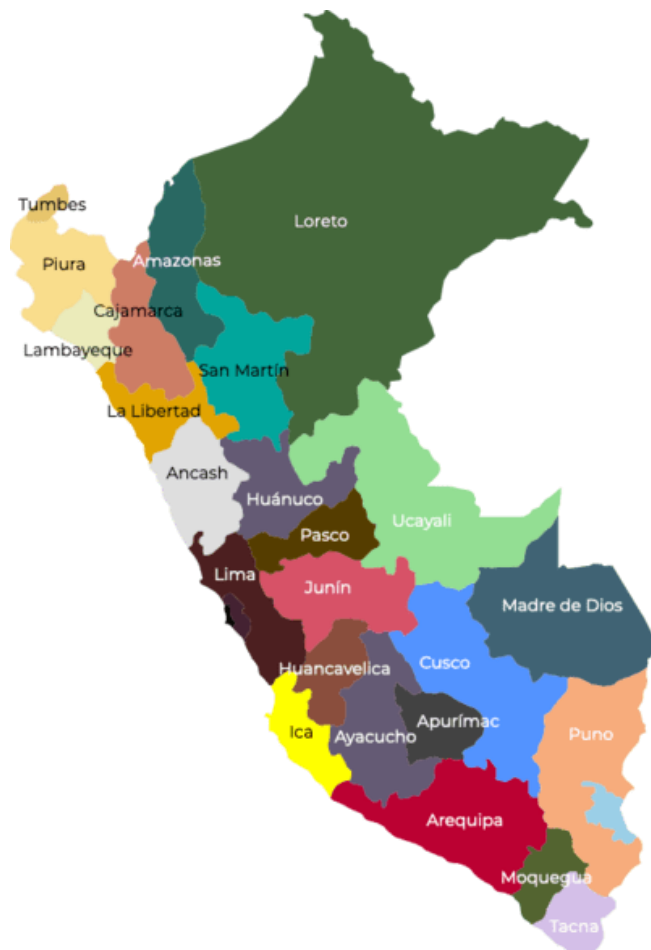 Tumbes
Loreto
Piura
Amazonas
Cajamarca
Lambayeque
San Martín
La Libertad
Ancash
Huánuco
Ucayali
Pasco
Lima
Junín
Madre de Dios
Huancavelica
Cusco
Apurímac
Ica
Ayacucho
Puno
Arequipa
Moquegua
Tacna